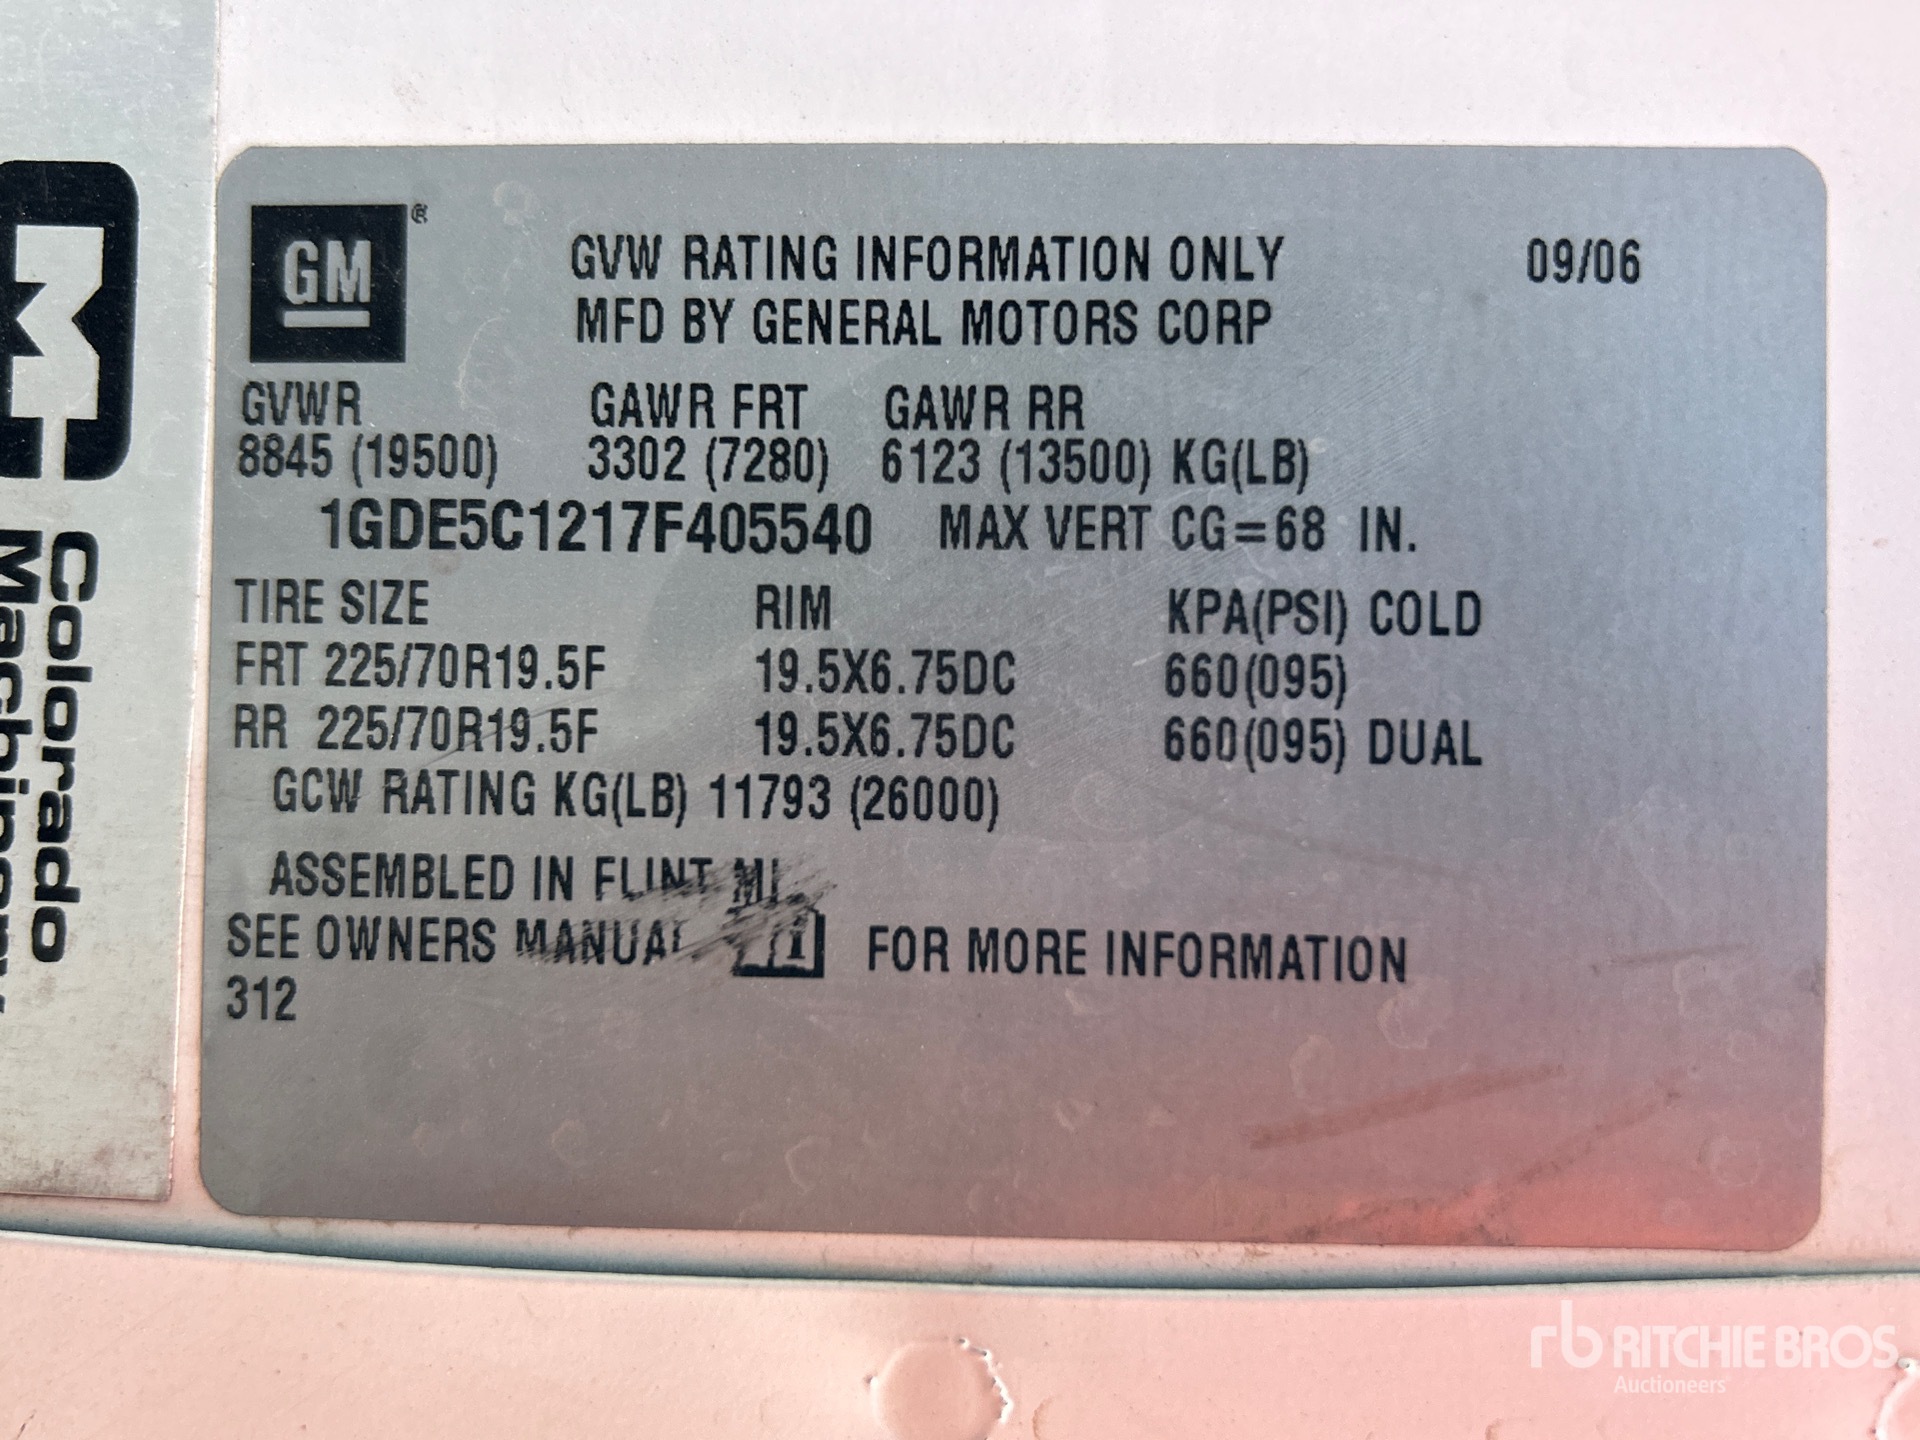 GM®
GVW RATING INFORMATION ONLY 09/06
MFD BY GENERAL MOTORS CORP
GVWR GAWR FRT GAWR RR
8845 (19500) 3302 (7280) 6123 (13500) KG(LB)
1GDE5C1217F405540 MAX VERT CG=68 IN.
TIRE SIZE RIM KPA(PSI) COLD
FRT 225/70R19.5F 19.5X6.75DC 660(095)
RR 225/70R19.5F 19.5X6.75DC 660(095) DUAL
GCW RATING KG(LB) 11793 (26000)
ASSEMBLED IN FLINT MI
SEE OWNERS MANUAL i FOR MORE INFORMATION
312
Colorado
Machinery
rb RITCHIE BROS
Auctioneers